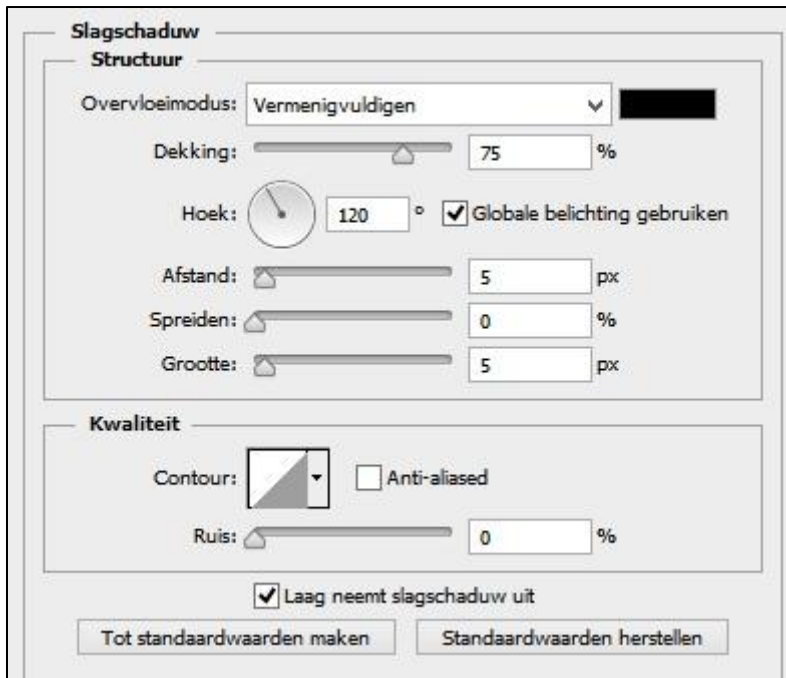 Slagschaduw
Structuur
Overvloeimodus: Vermenigvuldigen
Dekking: 75 %
Hoek: 120 ° Globale belichting gebruiken
Afstand: 5 px
Spreiden: 0 %
Grootte: 5 px
Kwaliteit
Contour: Anti-aliased
Ruis: 0 %
Laag neemt slagschaduw uit
Tot standaardwaarden maken Standaardwaarden herstellen